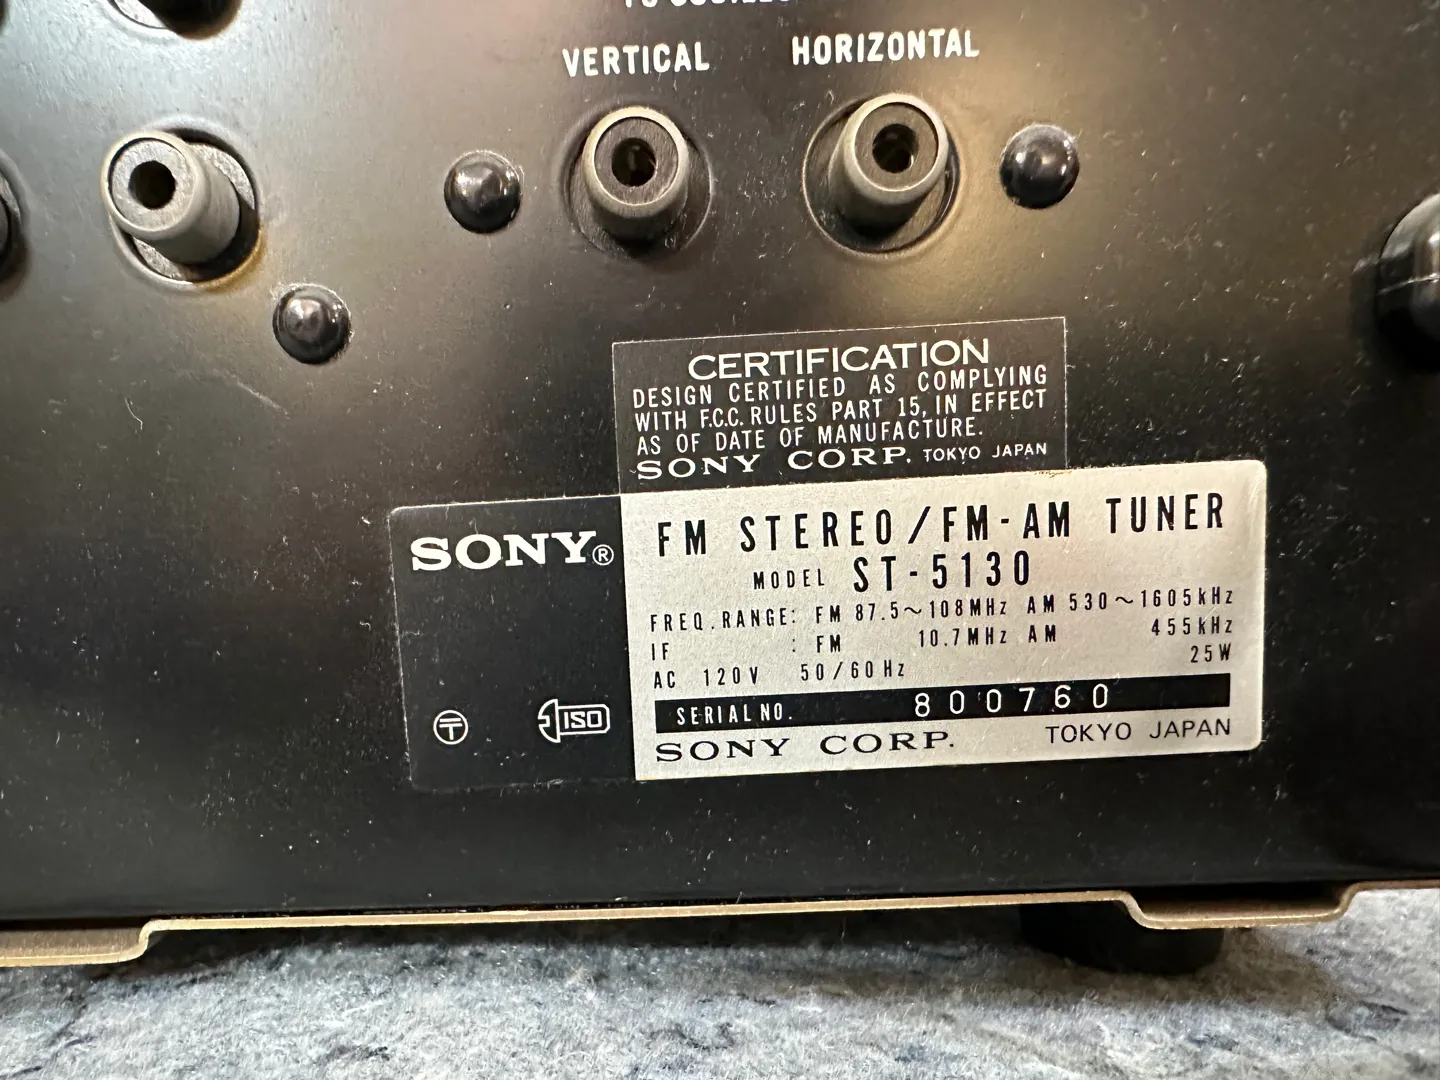 VERTICAL HORIZONTAL
CERTIFICATION
DESIGN CERTIFIED AS COMPLYING
WITH F.C.C. RULES PART 15, IN EFFECT
AS OF DATE OF MANUFACTURE.
SONY CORP. TOKYO JAPAN
SONY®
ISO
FM STEREO/FM-AM TUNER
MODEL ST-5130
FREQ.RANGE: FM 87.5~108MHz AM 530~1605kHz
IF : FM 10.7MHz AM 455kHz
AC 120V 50/60Hz 25W
SERIAL NO. 800760
SONY CORP. TOKYO JAPAN